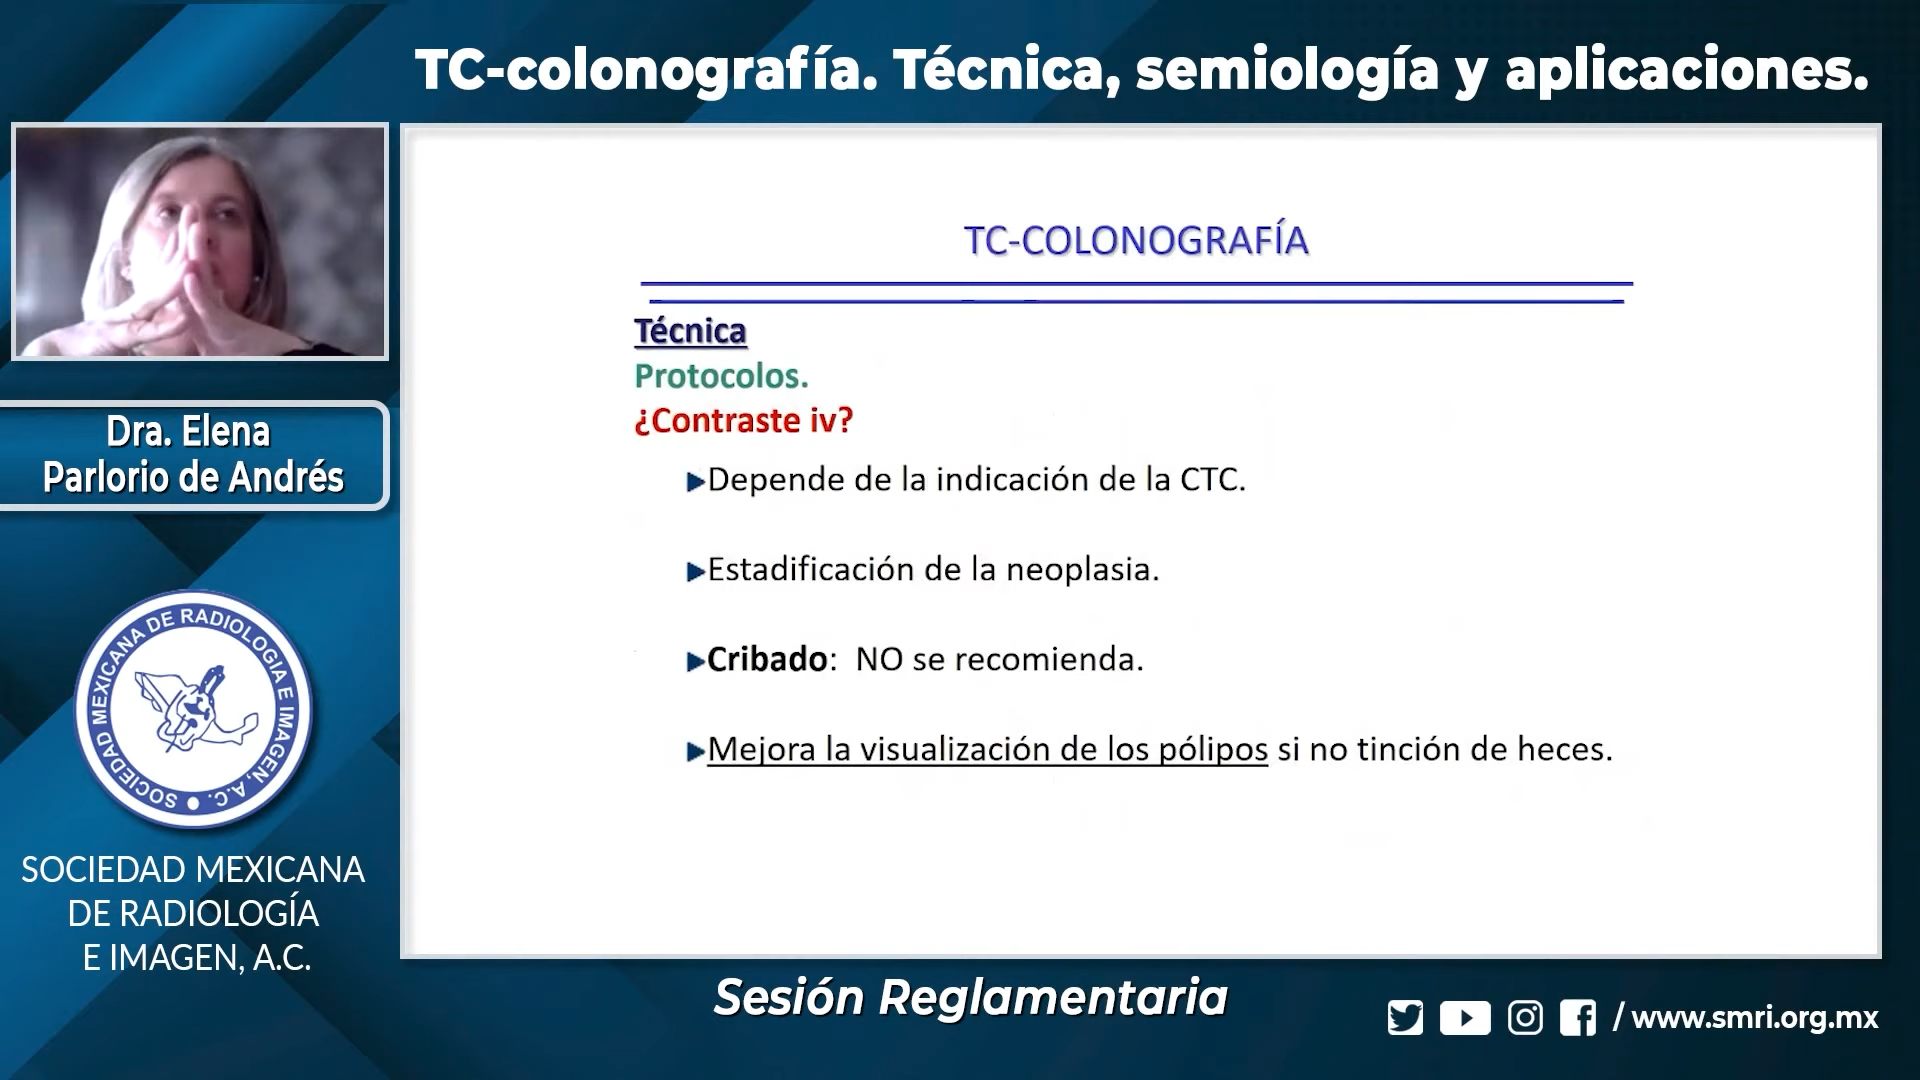 TC-colonografía. Técnica, semiología y aplicaciones.
Dra. Elena
Parlorio de Andrés
SOCIEDAD MEXICANA DE RADIOLOGIA E IMAGEN, A.C.
SOCIEDAD MEXICANA
DE RADIOLOGÍA
E IMAGEN, A.C.
TC-COLONOGRAFÍA
Técnica
Protocolos.
¿Contraste iv?
►Depende de la indicación de la CTC.
►Estadificación de la neoplasia.
►Cribado: NO se recomienda.
►Mejora la visualización de los pólipos si no tinción de heces.
Sesión Reglamentaria
/ www.smri.org.mx